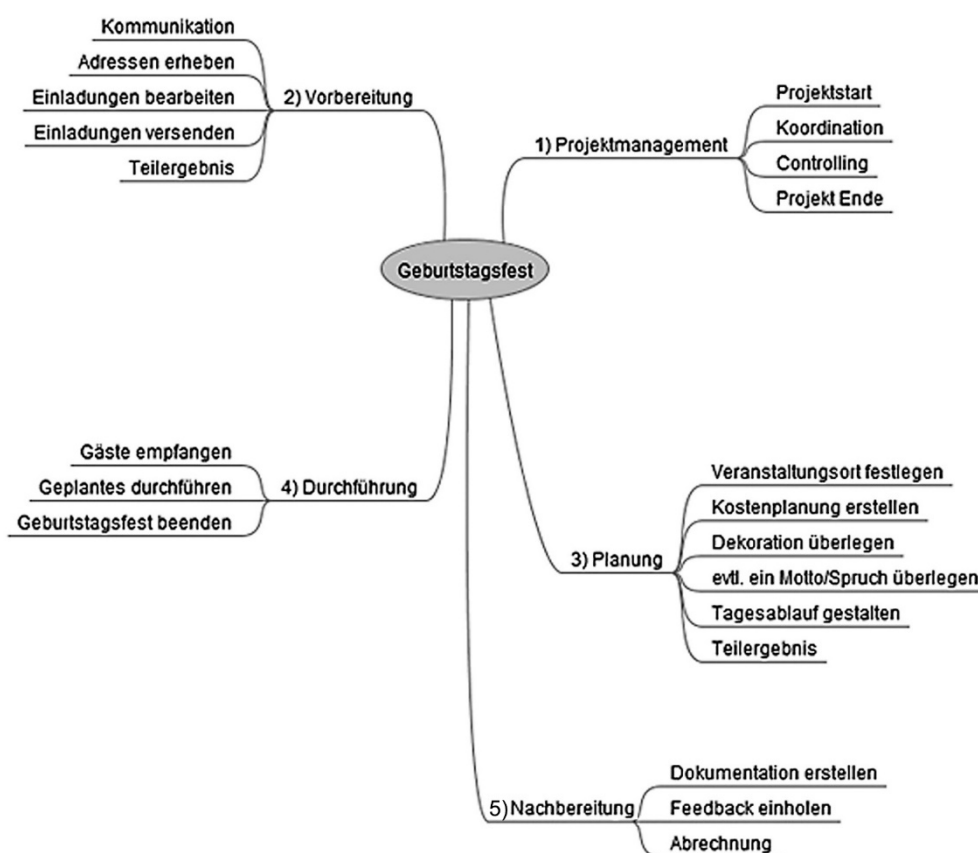 Kommunikation
Adressen erheben
Einladungen bearbeiten
Einladungen versenden
Teilergebnis
2) Vorbereitung
1) Projektmanagement
Projektstart
Koordination
Controlling
Projekt Ende
Geburtstagsfest
Gäste empfangen
Geplantes durchführen
Geburtstagsfest beenden
4) Durchführung
3) Planung
Veranstaltungsort festlegen
Kostenplanung erstellen
Dekoration überlegen
evtl. ein Motto/Spruch überlegen
Tagesablauf gestalten
Teilergebnis
5) Nachbereitung
Dokumentation erstellen
Feedback einholen
Abrechnung